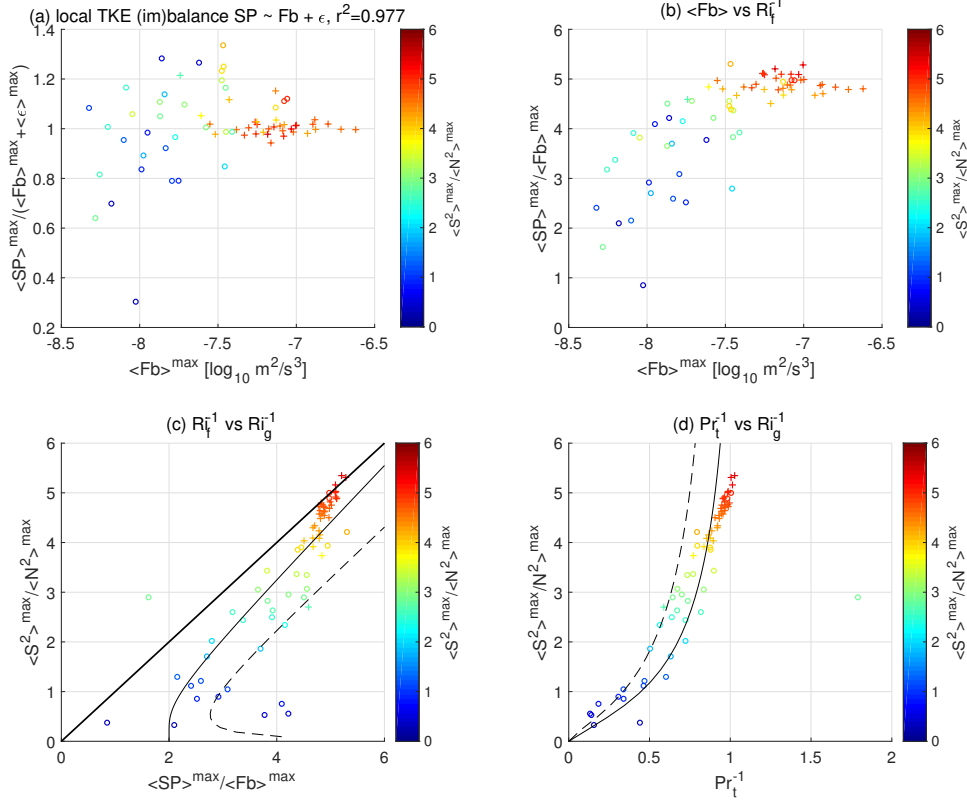 (a) local TKE (im)balance SP ~ Fb + ϵ, r²=0.977
1.4
1.2
1
0.8
0.6
0.4
0.2
-8.5 -8 -7.5 -7 -6.5
<SP>^max/(<Fb>^max + <ϵ>^max)
<Fb>^max [log₁₀ m²/s³]
6
5
4
3
2
1
0
<S²>^max/<N²>^max
(b) <Fb> vs Ri_f^-1
6
5
4
3
2
1
0
-8.5 -8 -7.5 -7 -6.5
<SP>^max/<Fb>^max
<Fb>^max [log₁₀ m²/s³]
6
5
4
3
2
1
0
<S²>^max/<N²>^max
(c) Ri_f^-1 vs Ri_g^-1
6
5
4
3
2
1
0
0 2 4 6
<S²>^max/<N²>^max
<SP>^max/<Fb>^max
6
5
4
3
2
1
0
<S²>^max/<N²>^max
(d) Pr_t^-1 vs Ri_g^-1
6
5
4
3
2
1
0
0 0.5 1 1.5 2
<S²>^max/N²>^max
Pr_t^-1
6
5
4
3
2
1
0
<S²>^max/<N²>^max